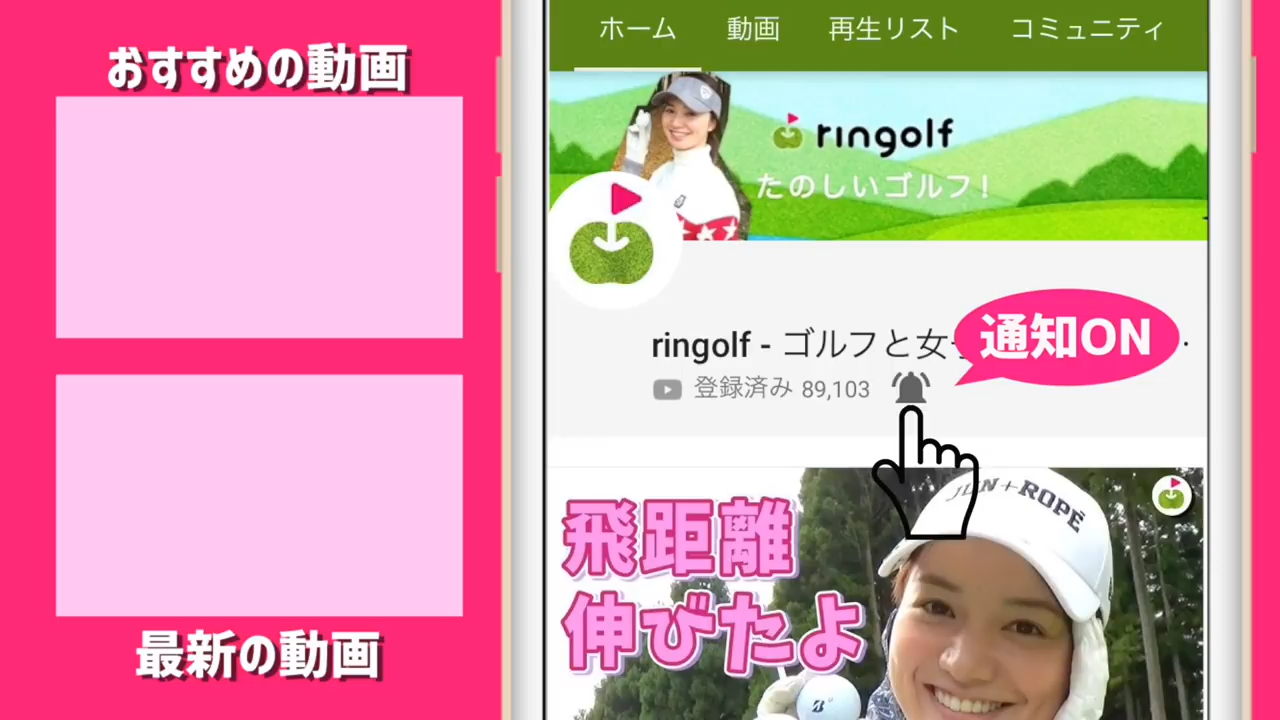 おすすめの動画
最新の動画
ホーム 動画 再生リスト コミュニティ
ringolf
たのしいゴルフ!
ringolf - ゴルフと女
通知ON
登録済み 89,103
JUN+ROPÉ
飛距離
伸びたよ
B